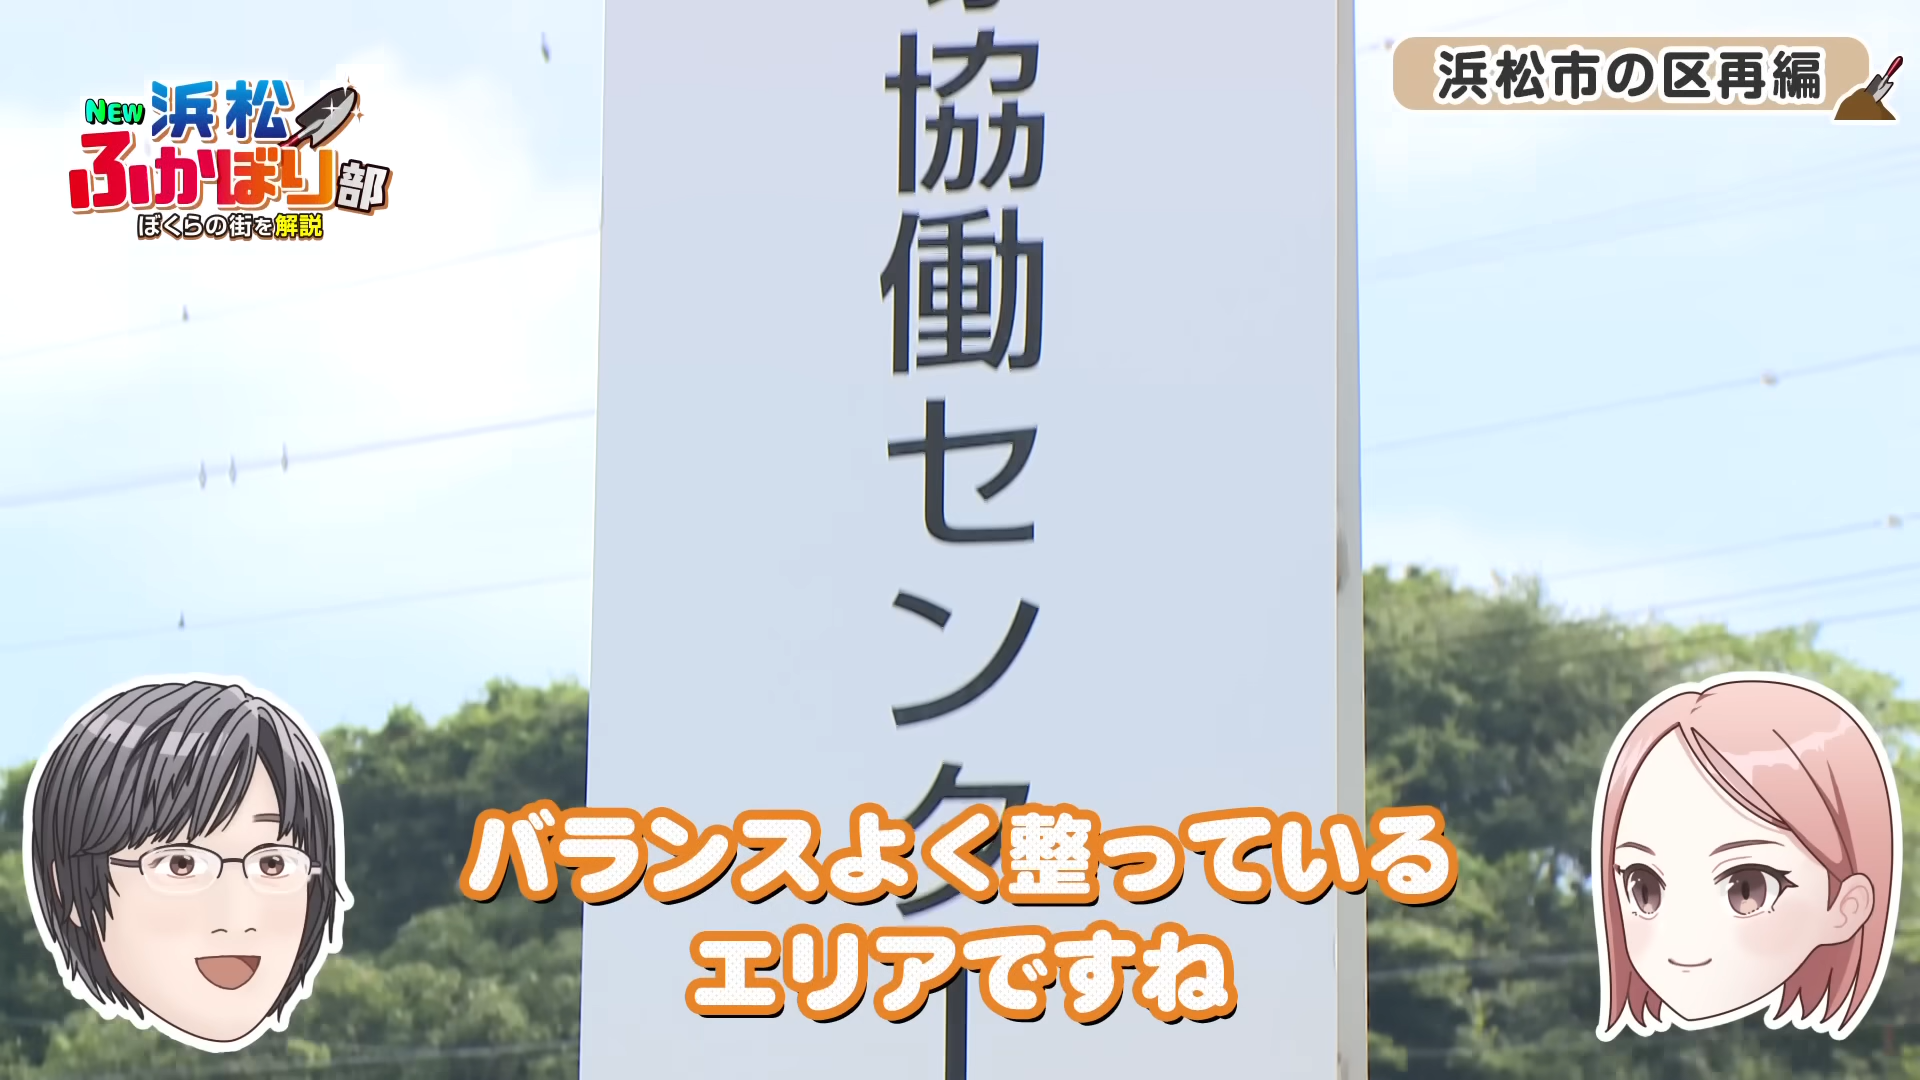 NEW 浜松
ふかぼり部
ぼくらの街を解説
浜松市の区再編
協働センター
バランスよく整っている
エリアですね